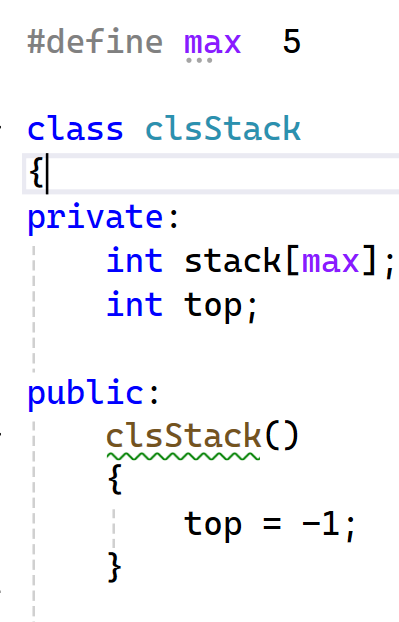 #define max  5
class clsStack
{
private:
    int stack[max];
    int top;
public:
    clsStack()
    {
        top = -1;
    }